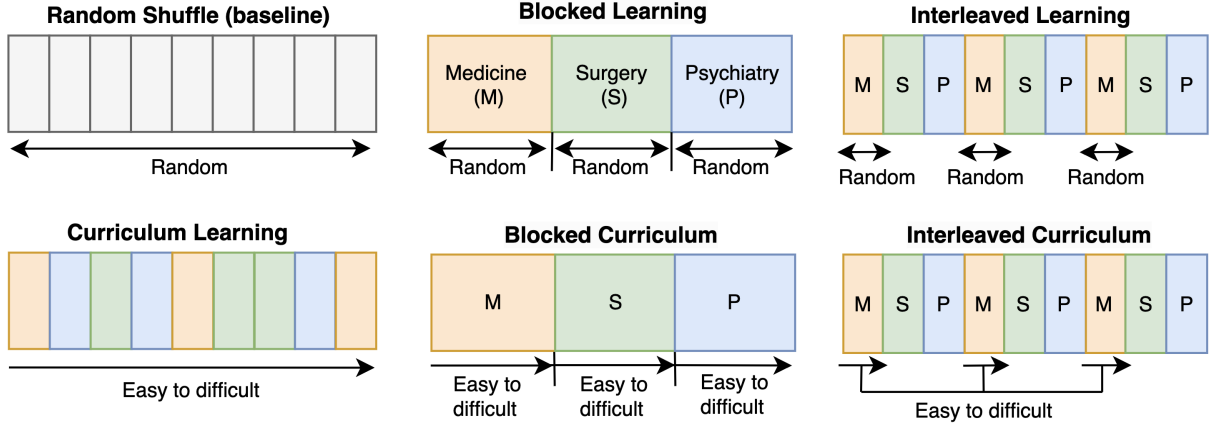 Random Shuffle (baseline)
Random
Blocked Learning
Medicine
(M)
Surgery
(S)
Psychiatry
(P)
Random
Random
Random
Interleaved Learning
M S P M S P M S P
Random
Random
Random
Curriculum Learning
Easy to difficult
Blocked Curriculum
M
S
P
Easy to
difficult
Easy to
difficult
Easy to
difficult
Interleaved Curriculum
M S P M S P M S P
Easy to difficult